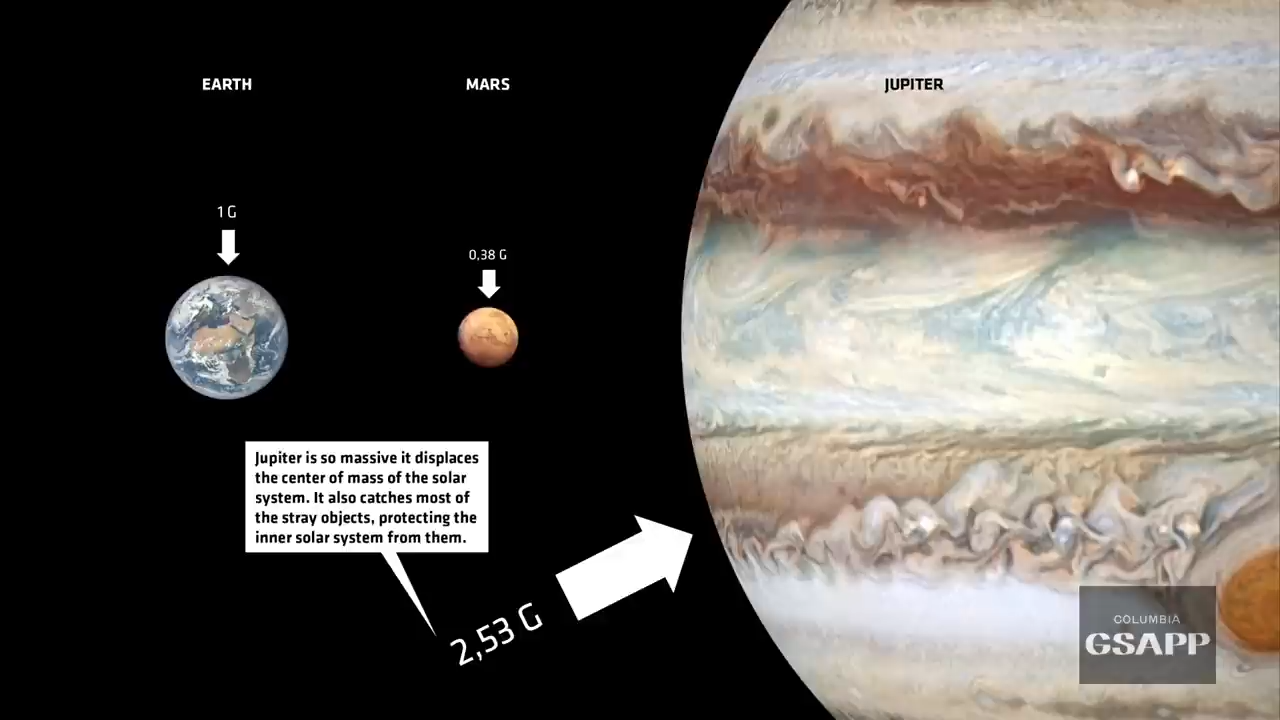 EARTH
MARS
JUPITER
1 G
0,38 G
Jupiter is so massive it displaces
the center of mass of the solar
system. It also catches most of
the stray objects, protecting the
inner solar system from them.
2,53 G
COLUMBIA
GSAPP